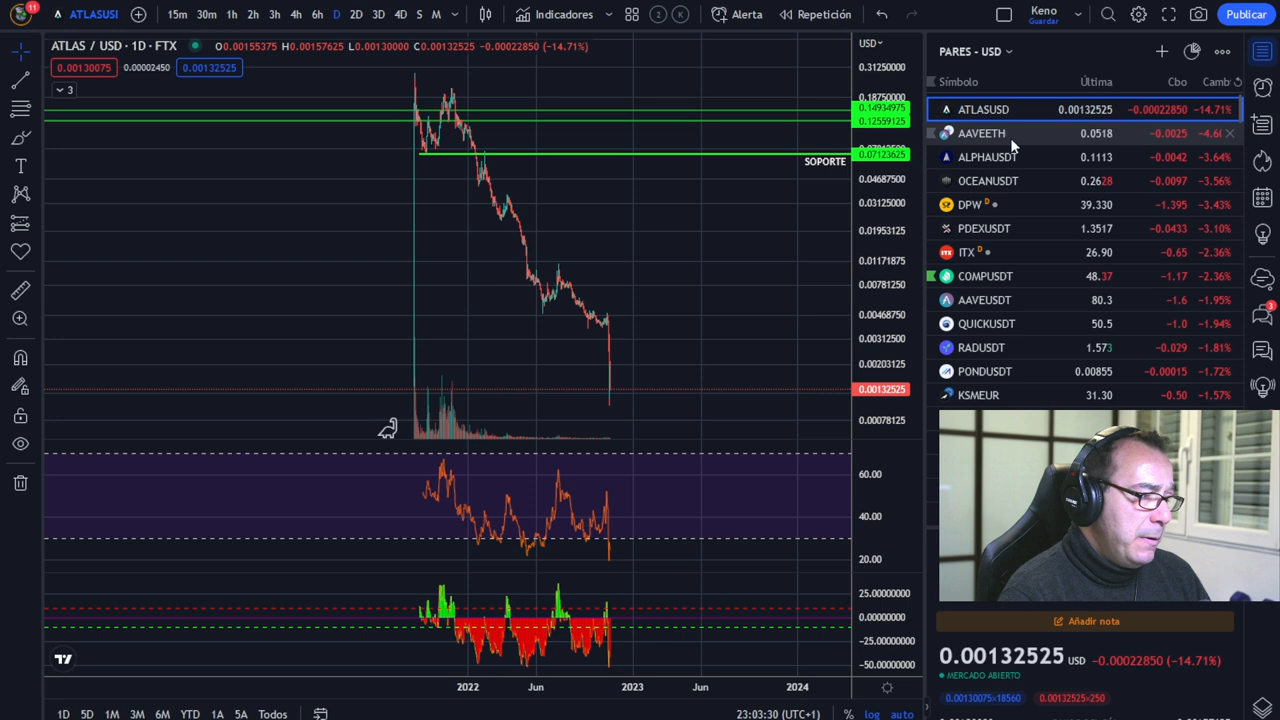 11
ATLASUSI
15m 30m 1h 2h 3h 4h 6h D 2D 3D 4D S M
Indicadores
2 K
Alerta
Repetición
Keno
Guardar
Publicar
ATLAS / USD · 1D · FTX
O0.00155375 H0.00157625 L0.00130000 C0.00132525 −0.00022850 (−14.71%)
0.00130075 0.00002450 0.00132525
3
USD
0.31250000
0.18750000
0.14934975
0.12559125
0.07123625
SOPORTE
0.04687500
0.03125000
0.01953125
0.01171875
0.00781250
0.00468750
0.00312500
0.00203125
0.00132525
0.00078125
60.00
40.00
20.00
25.00000000
0.00000000
−25.00000000
−50.00000000
2022 Jun 2023 Jun 2024
1D 5D 1M 3M 6M YTD 1A 5A Todos
23:03:30 (UTC+1) % log auto
PARES - USD
Símbolo Última Cbo Camb
ATLASUSD 0.00132525 −0.00022850 −14.71%
AAVEETH 0.0518 −0.0025
ALPHAUSDT 0.1113 −0.0042 −3.64%
OCEANUSDT 0.2628 −0.0097 −3.56%
DPW D 39.330 −1.395 −3.43%
PDEXUSDT 1.3517 −0.0433 −3.10%
ITX D 26.90 −0.65 −2.36%
COMPUSDT 48.37 −1.17 −2.36%
AAVEUSDT 80.3 −1.6 −1.95%
QUICKUSDT 50.5 −1.0 −1.94%
RADUSDT 1.573 −0.029 −1.81%
PONDUSDT 0.00855 −0.00015 −1.72%
KSMEUR 31.30 −0.50 −1.57%
3
Añadir nota
0.00132525 USD −0.00022850 (−14.71%)
MERCADO ABIERTO
0.00130075×18560 0.00132525×250